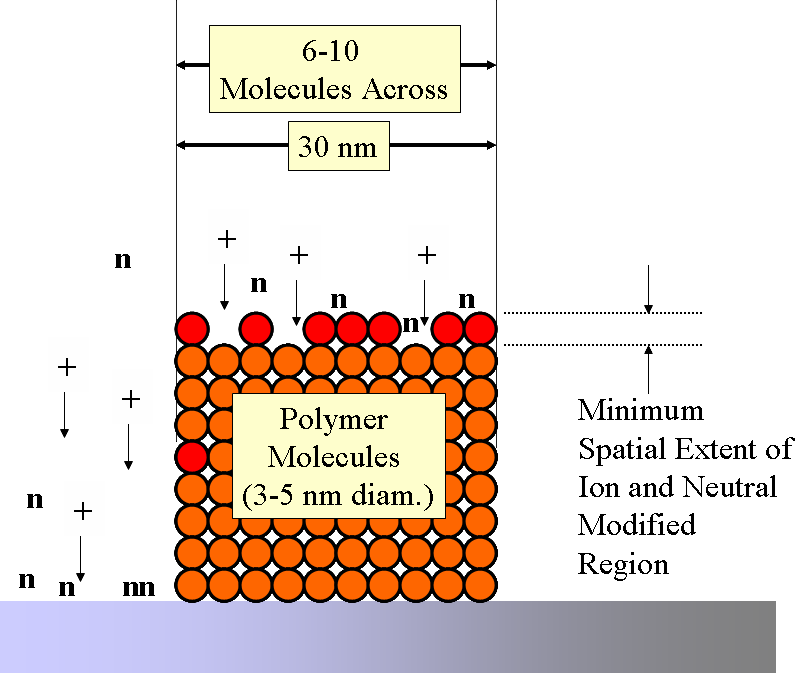 6-10
Molecules Across
30 nm
+
n
+
+
n
n
n
n
+
+
Polymer
Molecules
(3-5 nm diam.)
Minimum
Spatial Extent of
Ion and Neutral
Modified
Region
n
+
n
n
nn